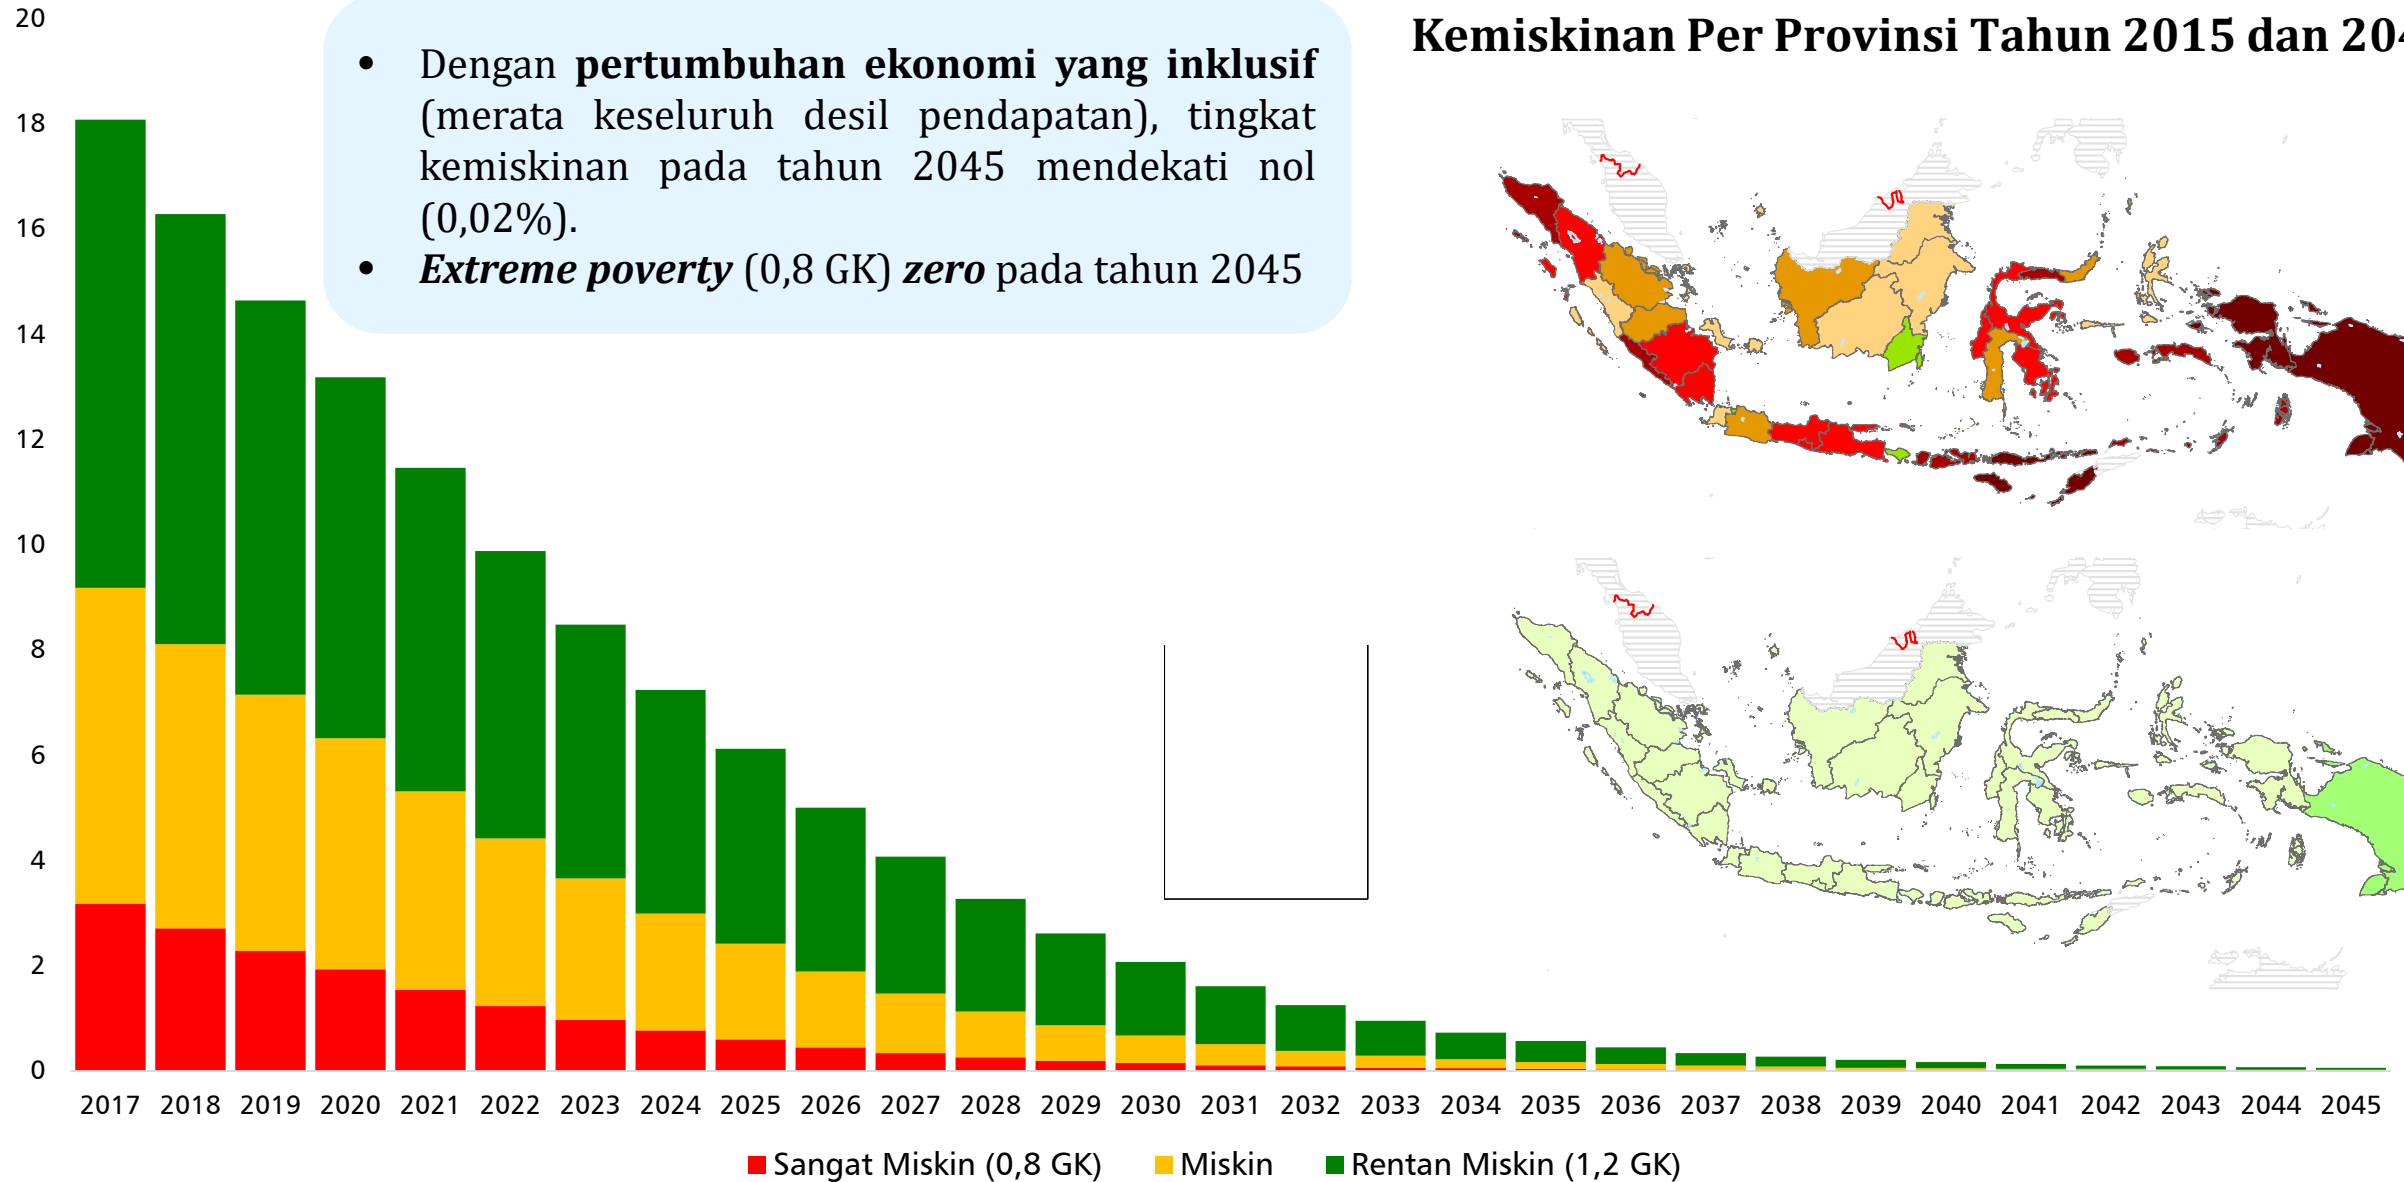 • Dengan pertumbuhan ekonomi yang inklusif
(merata keseluruh desil pendapatan), tingkat
kemiskinan pada tahun 2045 mendekati nol
(0,02%).
• Extreme poverty (0,8 GK) zero pada tahun 2045
Kemiskinan Per Provinsi Tahun 2015 dan
20
18
16
14
12
10
8
6
4
2
0
2017 2018 2019 2020 2021 2022 2023 2024 2025 2026 2027 2028 2029 2030 2031 2032 2033 2034 2035 2036 2037 2038 2039 2040 2041 2042 2043 2044 2045
Sangat Miskin (0,8 GK) Miskin Rentan Miskin (1,2 GK)